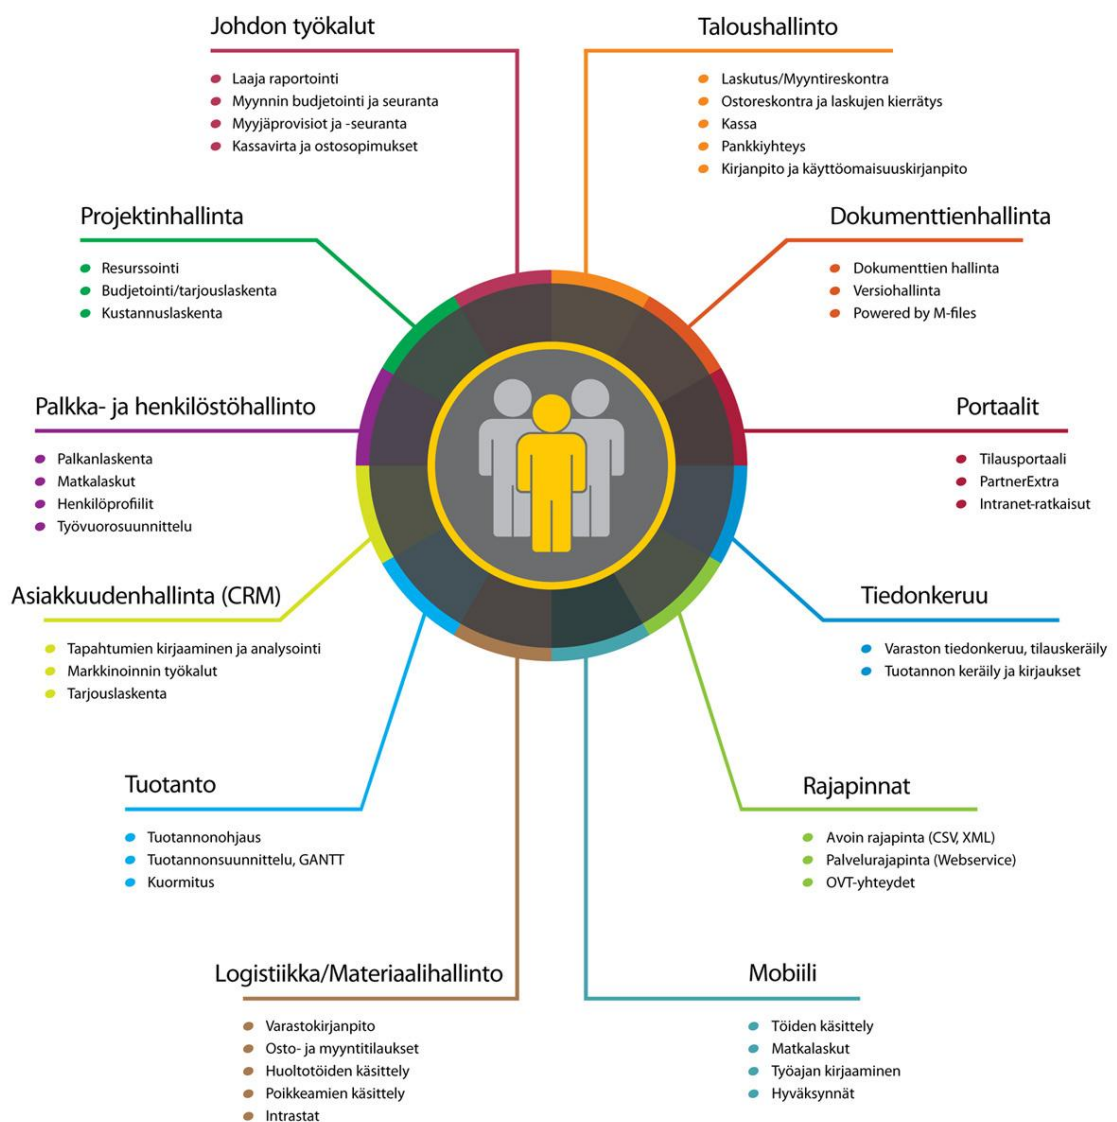 Johdon työkalut
Laaja raportointi
Myynnin budjetointi ja seuranta
Myyjäprovisiot ja -seuranta
Kassavirta ja ostosopimukset
Taloushallinto
Laskutus/Myyntireskontra
Ostoreskontra ja laskujen kierrätys
Kassa
Pankkiyhteys
Kirjanpito ja käyttöomaisuuskirjanpito
Projektinhallinta
Resurssointi
Budjetointi/tarjouslaskenta
Kustannuslaskenta
Dokumenttienhallinta
Dokumenttien hallinta
Versiohallinta
Powered by M-files
Palkka- ja henkilöstöhallinto
Palkanlaskenta
Matkalaskut
Henkilöprofiilit
Työvuorosuunnittelu
Portaalit
Tilausportaali
PartnerExtra
Intranet-ratkaisut
Asiakkuudenhallinta (CRM)
Tapahtumien kirjaaminen ja analysointi
Markkinoinnin työkalut
Tarjouslaskenta
Tiedonkeruu
Varaston tiedonkeruu, tilauskeräily
Tuotannon keräily ja kirjaukset
Tuotanto
Tuotannonohjaus
Tuotannonsuunnittelu, GANTT
Kuormitus
Rajapinnat
Avoin rajapinta (CSV, XML)
Palvelurajapinta (Webservice)
OVT-yhteydet
Logistiikka/Materiaalihallinto
Varastokirjanpito
Osto- ja myyntitilaukset
Huoltotöiden käsittely
Poikkeamien käsittely
Intrastat
Mobiili
Töiden käsittely
Matkalaskut
Työajan kirjaaminen
Hyväksynnät